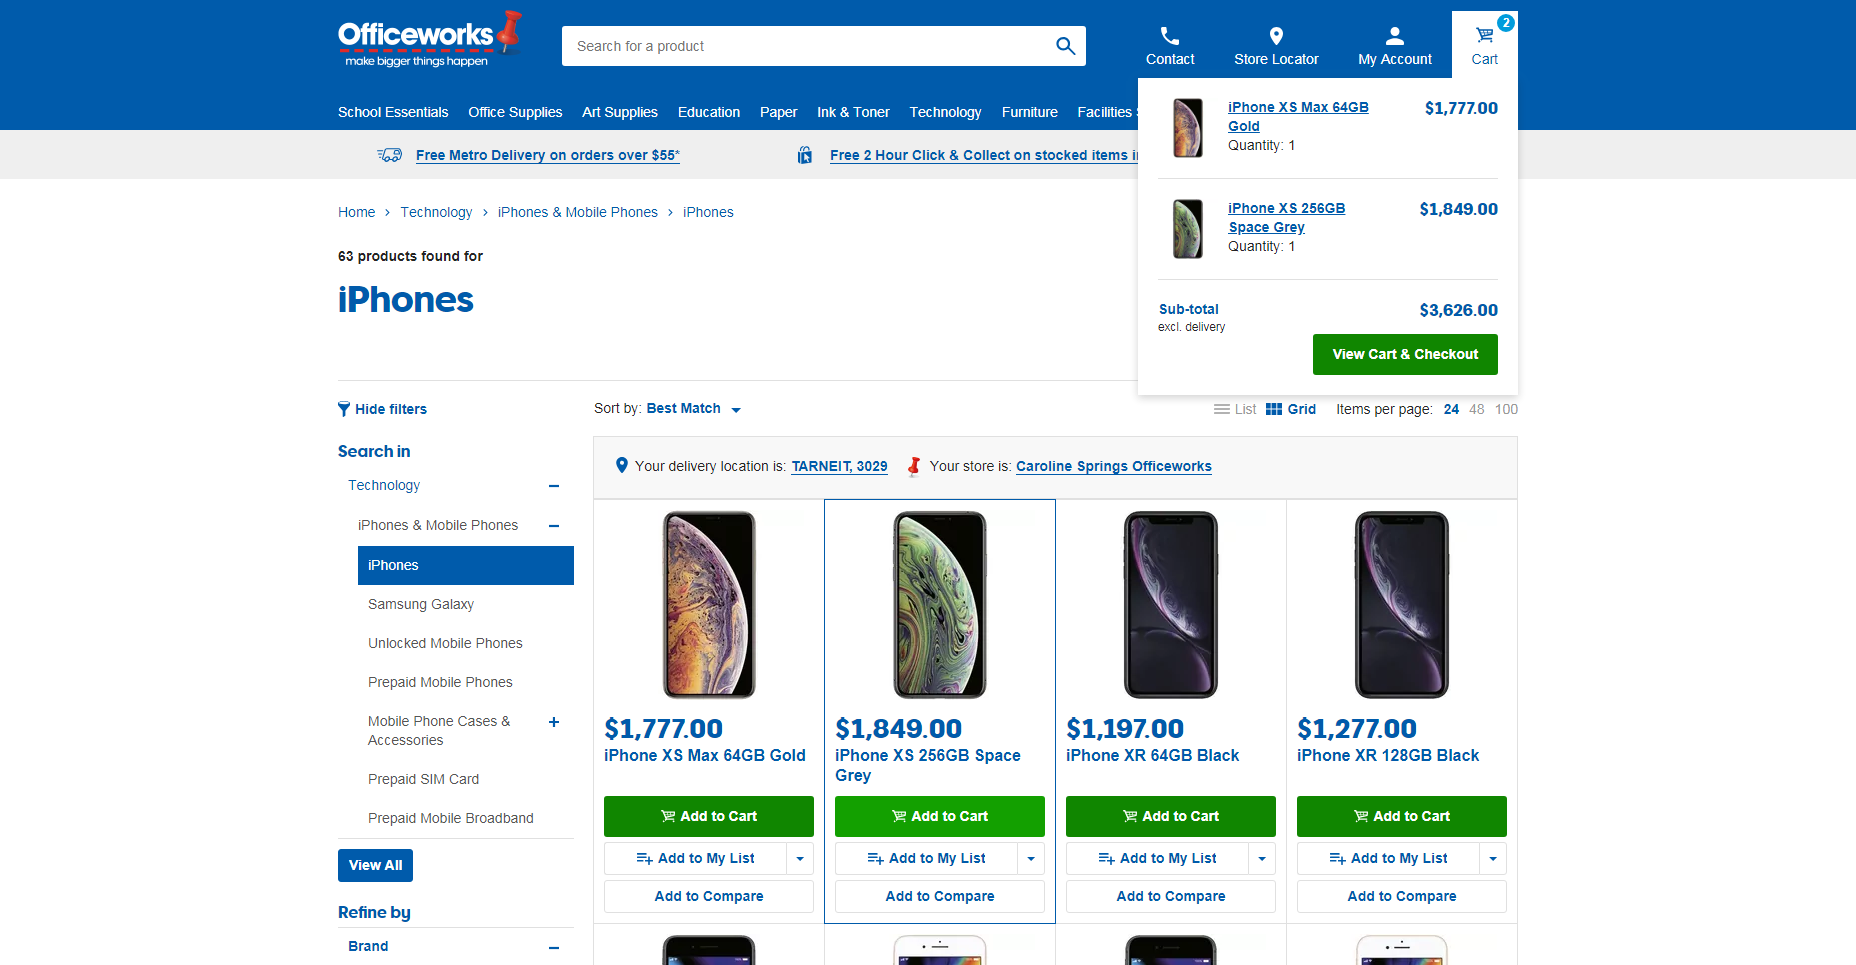 Officeworks
make bigger things happen
Search for a product
Contact
Store Locator
My Account
2
Cart
School Essentials Office Supplies Art Supplies Education Paper Ink & Toner Technology Furniture Facilities
Free Metro Delivery on orders over $55*
Free 2 Hour Click & Collect on stocked items
iPhone XS Max 64GB
Gold
$1,777.00
Quantity: 1
iPhone XS 256GB
Space Grey
$1,849.00
Quantity: 1
Sub-total
$3,626.00
excl. delivery
View Cart & Checkout
Home > Technology > iPhones & Mobile Phones > iPhones
63 products found for
iPhones
Hide filters
Sort by: Best Match
List Grid Items per page: 24 48 100
Search in
Technology
iPhones & Mobile Phones
iPhones
Samsung Galaxy
Unlocked Mobile Phones
Prepaid Mobile Phones
Mobile Phone Cases &
Accessories
Prepaid SIM Card
Prepaid Mobile Broadband
View All
Refine by
Brand
Your delivery location is: TARNEIT, 3029 Your store is: Caroline Springs Officeworks
$1,777.00
iPhone XS Max 64GB Gold
Add to Cart
Add to My List
Add to Compare
$1,849.00
iPhone XS 256GB Space
Grey
Add to Cart
Add to My List
Add to Compare
$1,197.00
iPhone XR 64GB Black
Add to Cart
Add to My List
Add to Compare
$1,277.00
iPhone XR 128GB Black
Add to Cart
Add to My List
Add to Compare